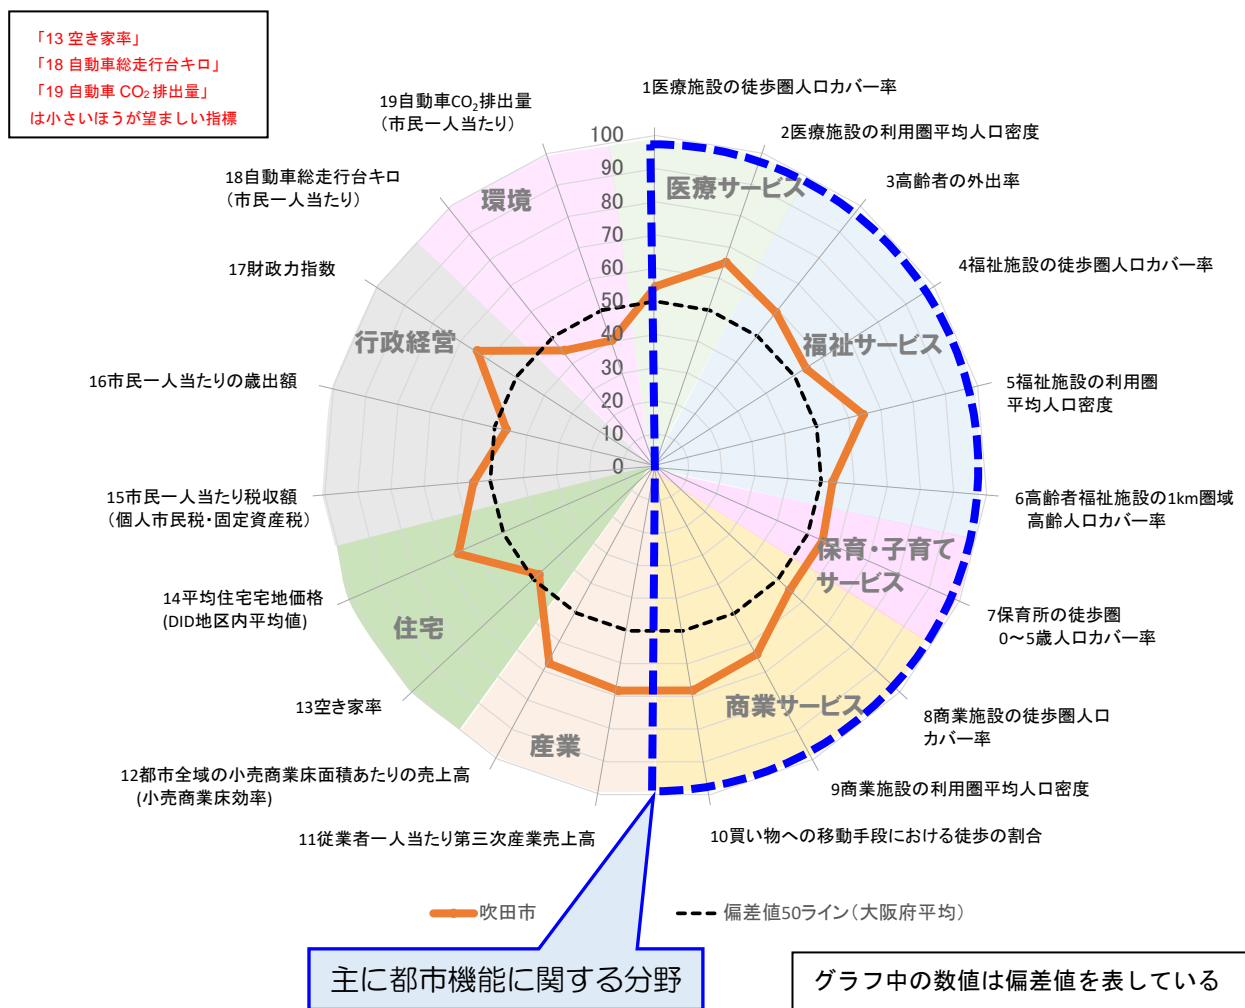 「13 空き家率」
「18 自動車総走行台キロ」
「19 自動車 CO₂ 排出量」
は小さいほうが望ましい指標
1医療施設の徒歩圏人口カバー率
2医療施設の利用圏平均人口密度
3高齢者の外出率
4福祉施設の徒歩圏人口カバー率
5福祉施設の利用圏
平均人口密度
6高齢者福祉施設の1km圏域
高齢人口カバー率
7保育所の徒歩圏
0～5歳人口カバー率
8商業施設の徒歩圏人口
カバー率
9商業施設の利用圏平均人口密度
10買い物への移動手段における徒歩の割合
11従業者一人当たり第三次産業売上高
12都市全域の小売商業床面積あたりの売上高
(小売商業床効率)
13空き家率
14平均住宅宅地価格
(DID地区内平均値)
15市民一人当たり税収額
（個人市民税・固定資産税）
16市民一人当たりの歳出額
17財政力指数
18自動車総走行台キロ
（市民一人当たり）
19自動車CO₂排出量
（市民一人当たり）
100
90
80
70
60
50
40
30
20
10
0
医療サービス
福祉サービス
保育・子育て
サービス
商業サービス
産業
住宅
行政経営
環境
吹田市
偏差値50ライン（大阪府平均）
主に都市機能に関する分野
グラフ中の数値は偏差値を表している